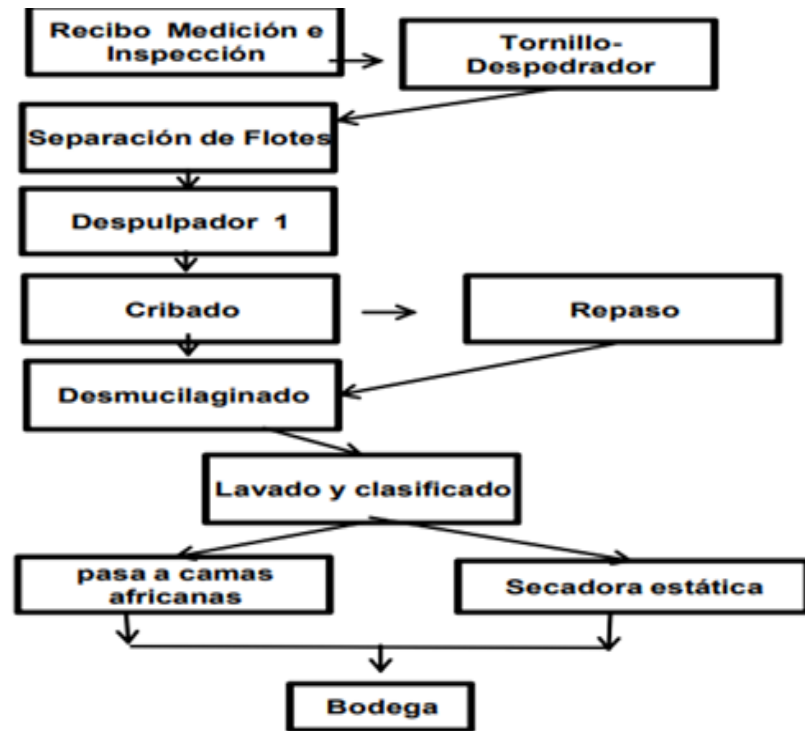 Recibo Medición e
Inspección
Tornillo-
Despedrador
Separación de Flotes
Despulpador 1
Cribado
Repaso
Desmucilaginado
Lavado y clasificado
pasa a camas
africanas
Secadora estática
Bodega